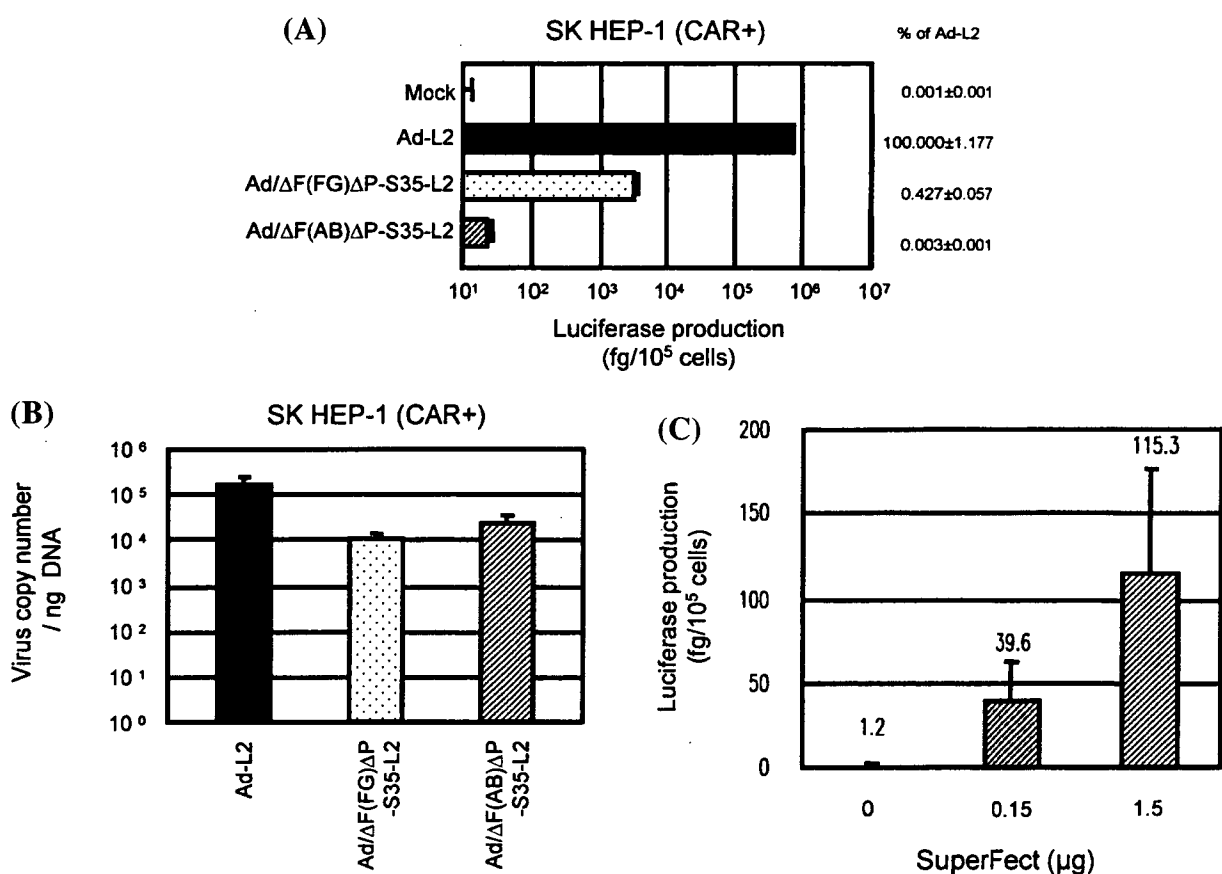 (A)
SK HEP-1 (CAR+)
% of Ad-L2
Mock
0.001±0.001
Ad-L2
100.000±1.177
Ad/ΔF(FG)ΔP-S35-L2
0.427±0.057
Ad/ΔF(AB)ΔP-S35-L2
0.003±0.001
10¹ 10² 10³ 10⁴ 10⁵ 10⁶ 10⁷
Luciferase production
(fg/10⁵ cells)
(B)
SK HEP-1 (CAR+)
Virus copy number
/ ng DNA
10⁶
10⁵
10⁴
10³
10²
10¹
10⁰
Ad-L2
Ad/ΔF(FG)ΔP
-S35-L2
Ad/ΔF(AB)ΔP
-S35-L2
(C)
Luciferase production
(fg/10⁵ cells)
200
150
100
50
0
1.2
39.6
115.3
0 0.15 1.5
SuperFect (µg)